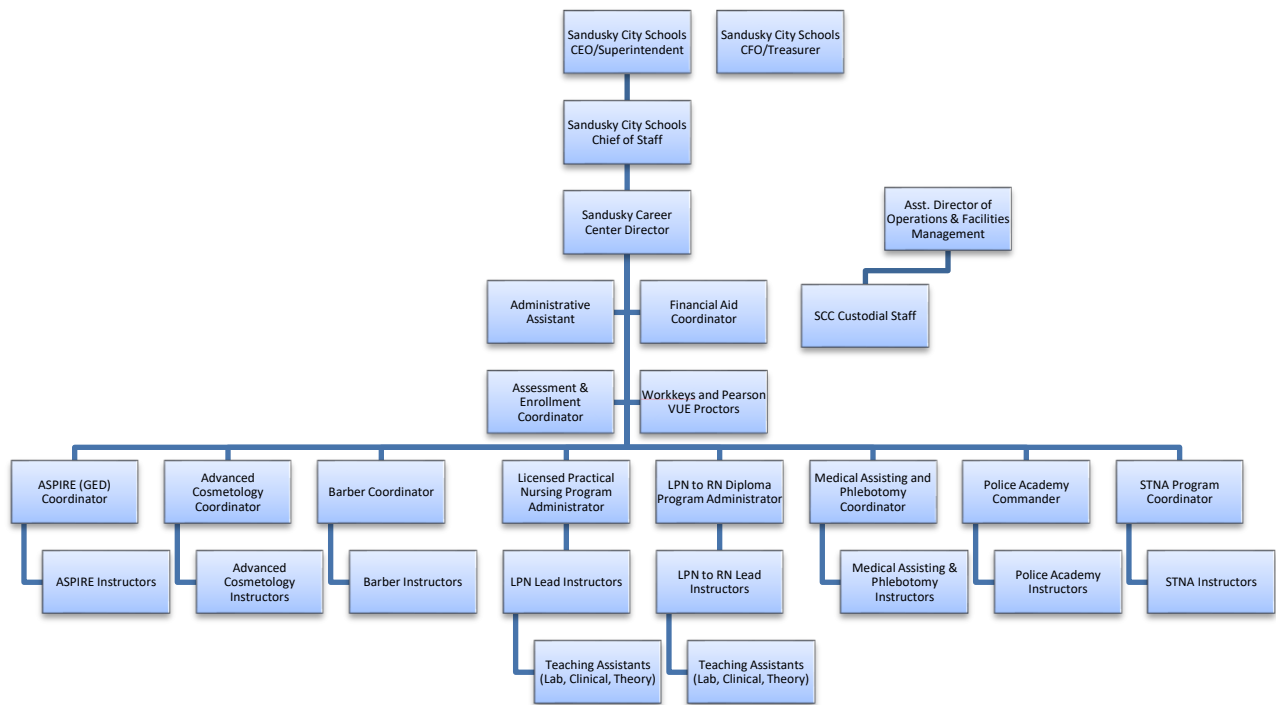 Sandusky City Schools
CEO/Superintendent
Sandusky City Schools
CFO/Treasurer
Sandusky City Schools
Chief of Staff
Sandusky Career
Center Director
Asst. Director of
Operations & Facilities
Management
Administrative
Assistant
Financial Aid
Coordinator
SCC Custodial Staff
Assessment &
Enrollment
Coordinator
Workkeys and Pearson
VUE Proctors
ASPIRE (GED)
Coordinator
Advanced
Cosmetology
Coordinator
Barber Coordinator
Licensed Practical
Nursing Program
Administrator
LPN to RN Diploma
Program Administrator
Medical Assisting and
Phlebotomy
Coordinator
Police Academy
Commander
STNA Program
Coordinator
ASPIRE Instructors
Advanced
Cosmetology
Instructors
Barber Instructors
LPN Lead Instructors
LPN to RN Lead
Instructors
Medical Assisting &
Phlebotomy
Instructors
Police Academy
Instructors
STNA Instructors
Teaching Assistants
(Lab, Clinical, Theory)
Teaching Assistants
(Lab, Clinical, Theory)